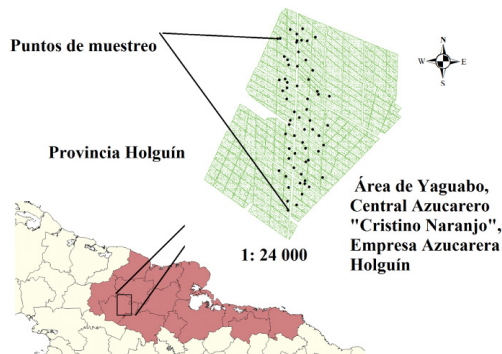 Puntos de muestreo
N
W
E
S
Provincia Holguín
Área de Yaguabo,
Central Azucarero
"Cristino Naranjo",
Empresa Azucarera
Holguín
1: 24 000